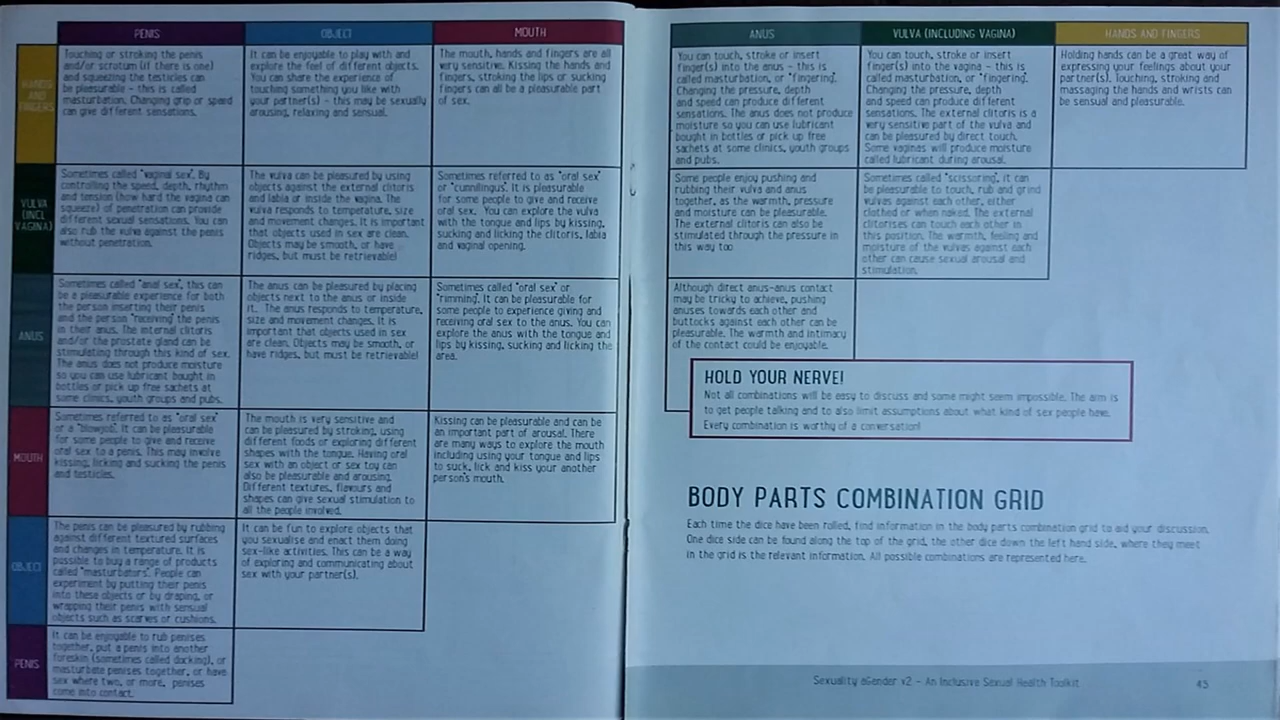 PENIS
OBJECT
MOUTH
HANDS
AND
FINGERS
Touching or stroking the penis
and/or scrotum (if there is one)
and squeezing the testicles can
be pleasurable - this is called
masturbation. Changing grip or speed
can give different sensations.
It can be enjoyable to play with and
explore the feel of different objects.
You can share the experience of
touching something you like with
your partner(s) - this may be sexually
arousing, relaxing and sensual.
The mouth, hands and fingers are all
very sensitive. Kissing the hands and
fingers, stroking the lips or sucking
fingers can all be a pleasurable part
of sex.
VULVA
(INCL
VAGINA)
Sometimes called "vaginal sex". By
controlling the speed, depth, rhythm
and tension (how hard the vagina can
squeeze) of penetration can provide
different sexual sensations. You can
also rub the vulva against the penis
without penetration.
The vulva can be pleasured by using
objects against the external clitoris
and labia or inside the vagina. The
vulva responds to temperature, size
and movement changes. It is important
that objects used in sex are clean.
Objects may be smooth, or have
ridges, but must be retrievable!
Sometimes referred to as "oral sex"
or "cunnilingus". It is pleasurable
for some people to give and receive
oral sex. You can explore the vulva
with the tongue and lips by kissing,
sucking and licking the clitoris, labia
and vaginal opening.
ANUS
Sometimes called "anal sex", this can
be a pleasurable experience for both
the person inserting their penis
and the person "receiving" the penis
in their anus. The internal clitoris
and/or the prostate gland can be
stimulating through this kind of sex.
The anus does not produce moisture
so you can use lubricant bought in
bottles or pick up free sachets at
some clinics, youth groups and pubs.
The anus can be pleasured by placing
objects next to the anus or inside
it. The anus responds to temperature,
size and movement changes. It is
important that objects used in sex
are clean. Objects may be smooth, or
have ridges, but must be retrievable!
Sometimes called "oral sex" or
"rimming". It can be pleasurable for
some people to experience giving and
receiving oral sex to the anus. You can
explore the anus with the tongue and
lips by kissing, sucking and licking the
area.
MOUTH
Sometimes referred to as "oral sex"
or a "blowjob". It can be pleasurable
for some people to give and receive
oral sex to a penis. This may involve
kissing, licking and sucking the penis
and testicles.
The mouth is very sensitive and
can be pleasured by stroking, using
different foods or exploring different
shapes with the tongue. Having oral
sex with an object or sex toy can
also be pleasurable and arousing.
Different textures, flavours and
shapes can give sexual stimulation to
all the people involved.
Kissing can be pleasurable and can be
an important part of arousal. There
are many ways to explore the mouth
including using your tongue and lips
to suck, lick and kiss your another
person's mouth.
OBJECT
The penis can be pleasured by rubbing
against different textured surfaces
and changes in temperature. It is
possible to buy a range of products
called "masturbators". People can
experiment by putting their penis
into these objects or by draping, or
wrapping their penis with sensual
objects such as scarves or cushions.
It can be fun to explore objects that
you sexualise and enact them doing
sex-like activities. This can be a way
of exploring and communicating about
sex with your partner(s).
PENIS
It can be enjoyable to rub penises
together, put a penis into another
foreskin (sometimes called docking), or
masturbate penises together, or have
sex where two, or more, penises
come into contact.
ANUS
VULVA (INCLUDING VAGINA)
HANDS AND FINGERS
You can touch, stroke or insert
finger(s) into the anus - this is
called masturbation, or "fingering".
Changing the pressure, depth
and speed can produce different
sensations. The anus does not produce
moisture so you can use lubricant
bought in bottles or pick up free
sachets at some clinics, youth groups
and pubs.
You can touch, stroke or insert
finger(s) into the vagina - this is
called masturbation, or "fingering".
Changing the pressure, depth
and speed can produce different
sensations. The external clitoris is a
very sensitive part of the vulva and
can be pleasured by direct touch.
Some vaginas will produce moisture
called lubricant during arousal.
Holding hands can be a great way of
expressing your feelings about your
partner(s). Touching, stroking and
massaging the hands and wrists can
be sensual and pleasurable.
Some people enjoy pushing and
rubbing their vulva and anus
together, as the warmth, pressure
and moisture can be pleasurable.
The external clitoris can also be
stimulated through the pressure in
this way too
Sometimes called "scissoring", it can
be pleasurable to touch, rub and grind
vulvas against each other, either
clothed or when naked. The external
clitorises can touch each other in
this position. The warmth, feeling and
moisture of the vulvas against each
other can cause sexual arousal and
stimulation.
Although direct anus-anus contact
may be tricky to achieve, pushing
anuses towards each other and
buttocks against each other can be
pleasurable. The warmth and intimacy
of the contact could be enjoyable.
HOLD YOUR NERVE!
Not all combinations will be easy to discuss and some might seem impossible. The aim is
to get people talking and to also limit assumptions about what kind of sex people have.
Every combination is worthy of a conversation!
BODY PARTS COMBINATION GRID
Each time the dice have been rolled, find information in the body parts combination grid to aid your discussion.
One dice side can be found along the top of the grid, the other dice down the left hand side, where they meet
in the grid is the relevant information. All possible combinations are represented here.
Sexuality aGender v2 - An Inclusive Sexual Health Toolkit
45